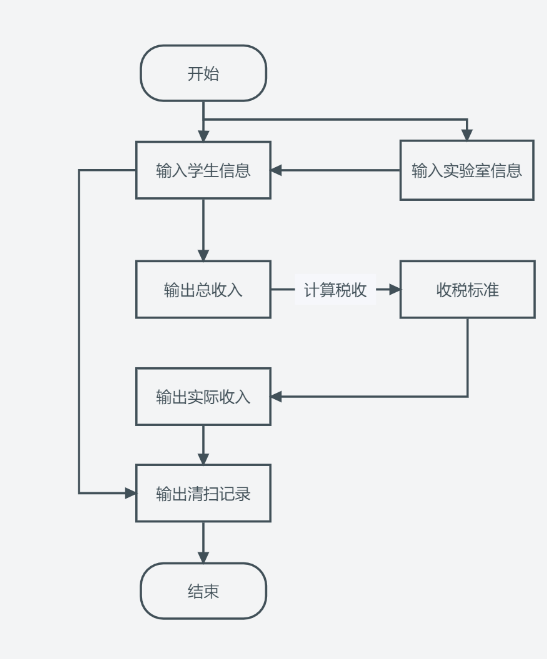 开始
输入学生信息
输入实验室信息
输出总收入
计算税收
收税标准
输出实际收入
输出清扫记录
结束